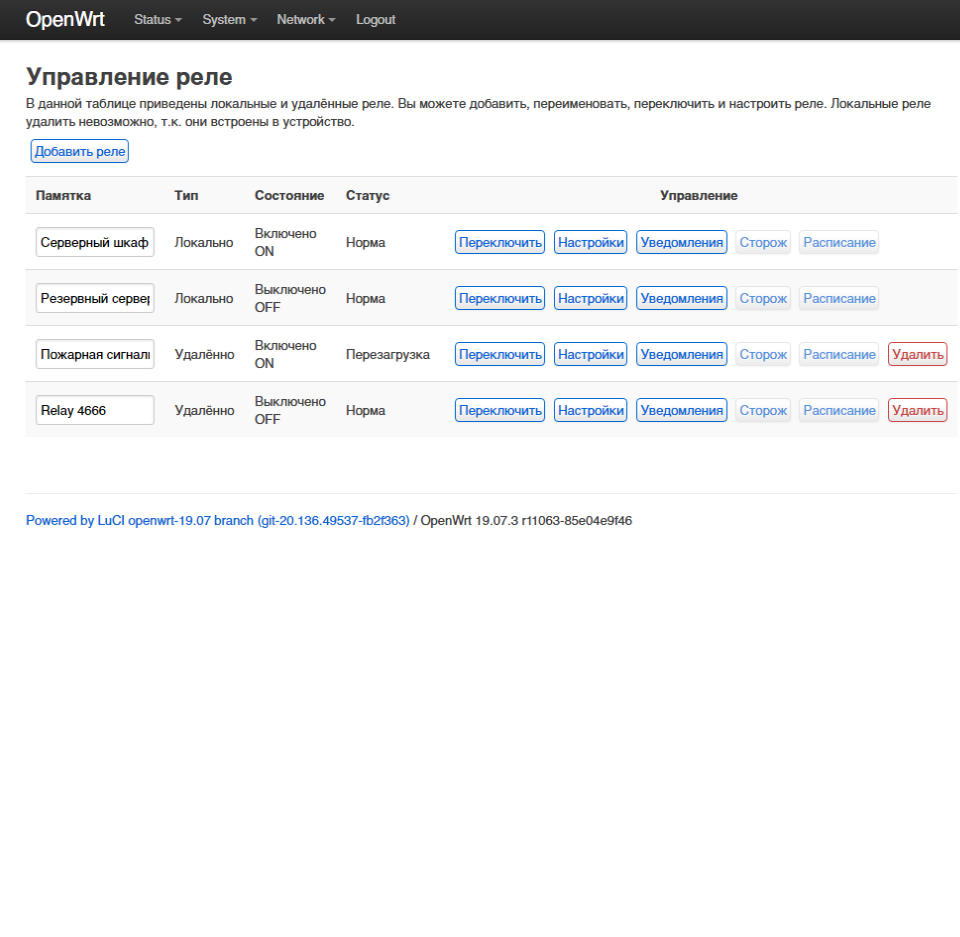 OpenWrt Status System Network Logout
Управление реле
В данной таблице приведены локальные и удалённые реле. Вы можете добавить, переименовать, переключить и настроить реле. Локальные реле
удалить невозможно, т.к. они встроены в устройство.
Добавить реле
Памятка Тип Состояние Статус Управление
Серверный шкаф Локально Включено ON Норма Переключить Настройки Уведомления Сторож Расписание
Резервный сервер Локально Выключено OFF Норма Переключить Настройки Уведомления Сторож Расписание
Пожарная сигнал Удалённо Включено ON Перезагрузка Переключить Настройки Уведомления Сторож Расписание Удалить
Relay 4666 Удалённо Выключено OFF Норма Переключить Настройки Уведомления Сторож Расписание Удалить
Powered by LuCI openwrt-19.07 branch (git-20.136.49537-fb2f363) / OpenWrt 19.07.3 r11063-85e04e9f46